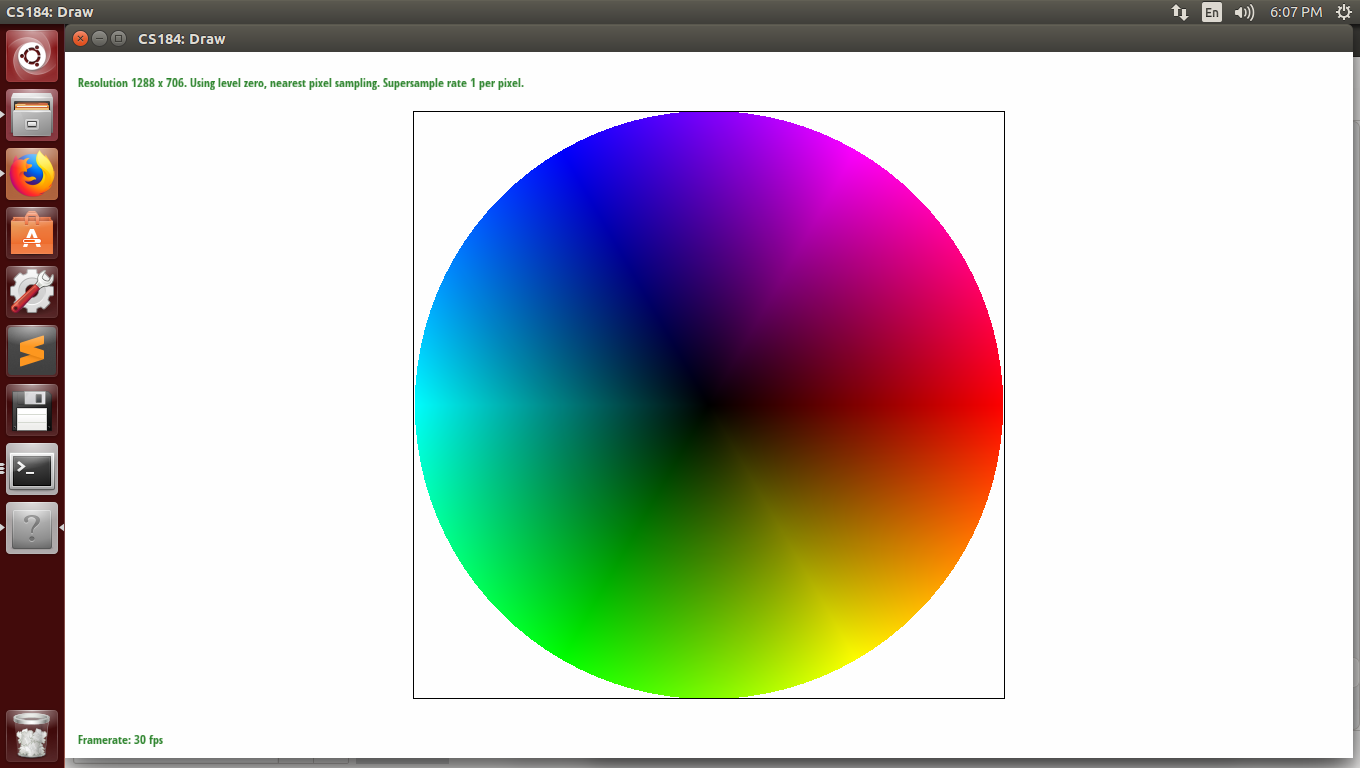 CS184: Draw
En
6:07 PM
CS184: Draw
Resolution 1288 x 706. Using level zero, nearest pixel sampling. Supersample rate 1 per pixel.
Framerate: 30 fps